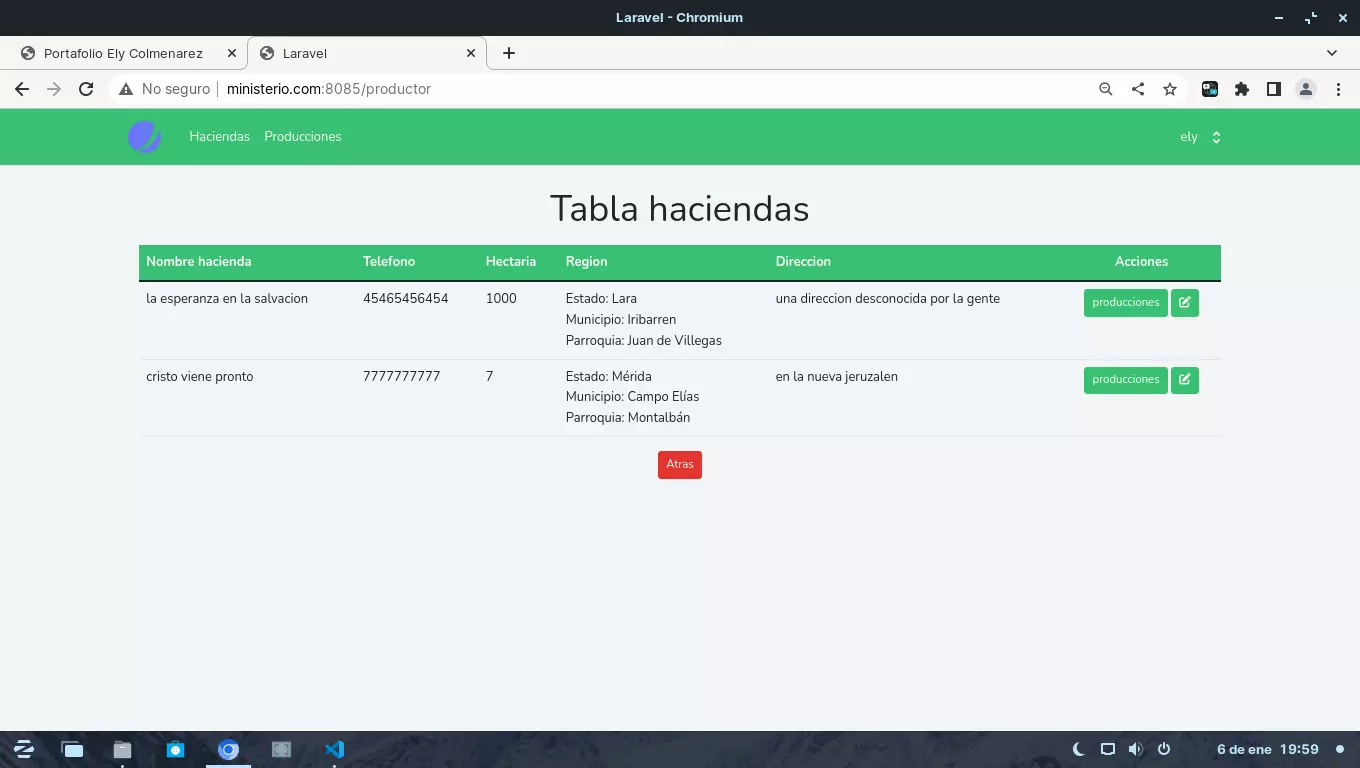 Laravel - Chromium
Portafolio Ely Colmenarez
Laravel
No seguro
ministerio.com:8085/productor
Haciendas Producciones ely
Tabla haciendas
Nombre hacienda Telefono Hectaria Region Direccion Acciones
la esperanza en la salvacion 45465456454 1000 Estado: Lara una direccion desconocida por la gente producciones
Municipio: Iribarren
Parroquia: Juan de Villegas
cristo viene pronto 7777777777 7 Estado: Mérida en la nueva jeruzalen producciones
Municipio: Campo Elías
Parroquia: Montalbán
Atras
6 de ene 19:59